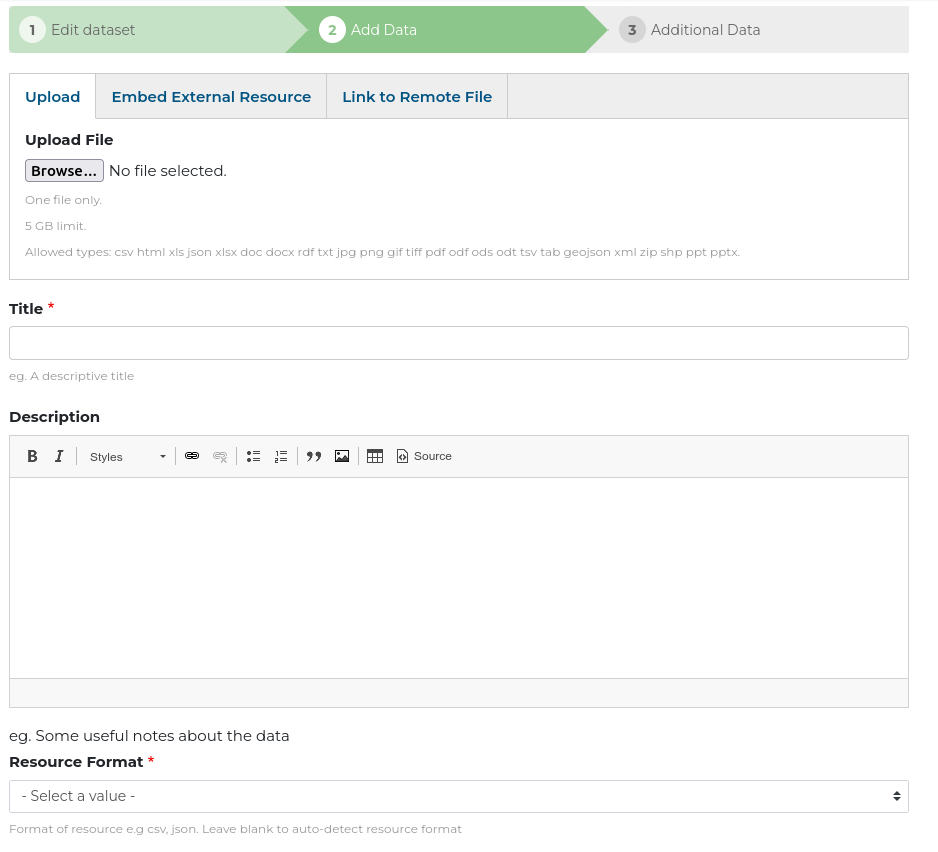 1 Edit dataset 2 Add Data 3 Additional Data
Upload Embed External Resource Link to Remote File
Upload File
Browse... No file selected.
One file only.
5 GB limit.
Allowed types: csv html xls json xlsx doc docx rdf txt jpg png gif tiff pdf odf ods odt tsv tab geojson xml zip shp ppt pptx.
Title *
eg. A descriptive title
Description
B I Styles Source
eg. Some useful notes about the data
Resource Format *
- Select a value -
Format of resource e.g csv, json. Leave blank to auto-detect resource format